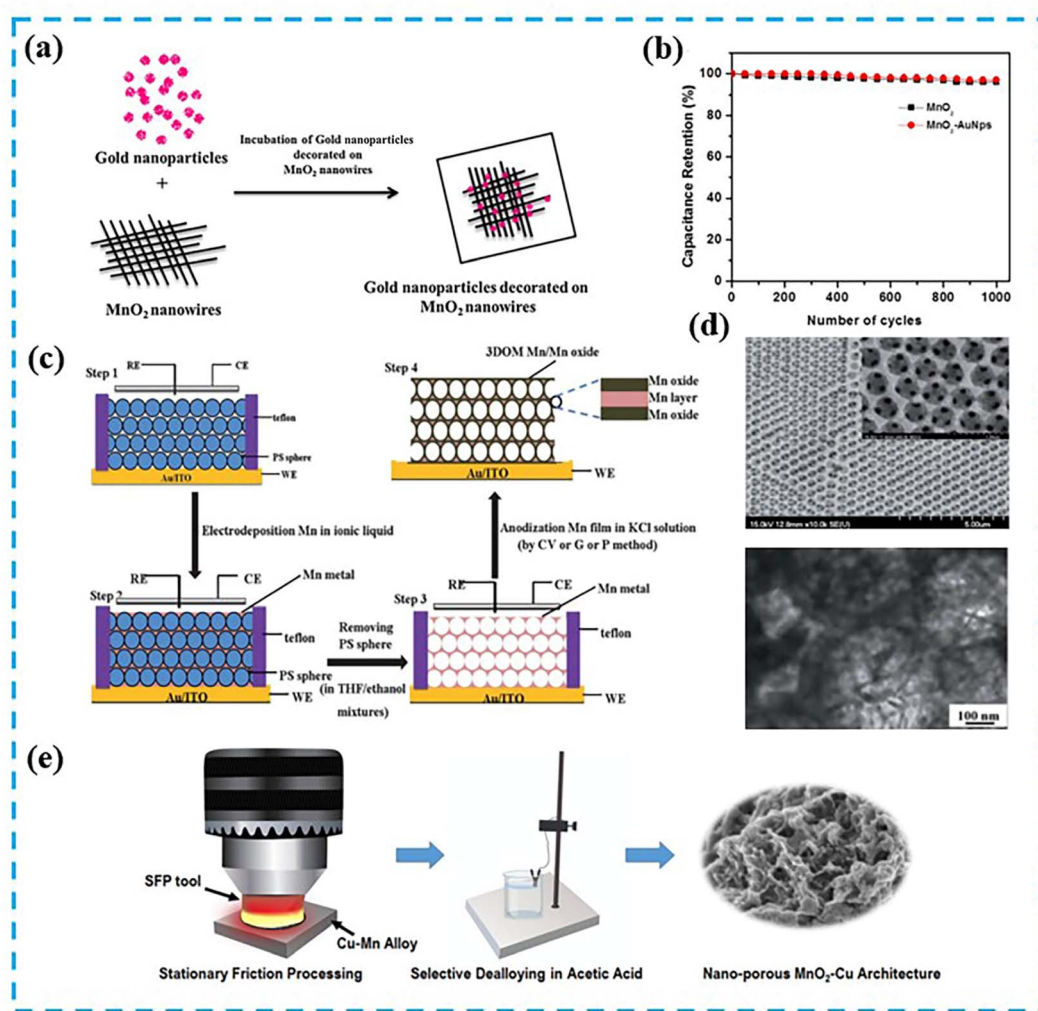 (a)
Gold nanoparticles
+
MnO₂ nanowires
Incubation of Gold nanoparticles
decorated on
MnO₂ nanowires
Gold nanoparticles decorated on
MnO₂ nanowires
(b)
Capacitance Retention (%)
100
80
60
40
20
0
MnO₂
MnO₂-AuNps
0 200 400 600 800 1000
Number of cycles
(c)
Step 1
RE
CE
teflon
PS sphere
WE
Au/ITO
Electrodeposition Mn in ionic liquid
Step 2
RE
CE
Mn metal
teflon
PS sphere
WE
Au/ITO
Removing
PS sphere
(in THF/ethanol
mixtures)
Step 3
RE
CE
Mn metal
teflon
WE
Au/ITO
Anodization Mn film in KCl solution
(by CV or G or P method)
Step 4
3DOM Mn/Mn oxide
Mn oxide
Mn layer
Mn oxide
WE
Au/ITO
(d)
15.0kV 12.8mm x10.0k SE(U)
5.00um
100 nm
(e)
SFP tool
Cu-Mn Alloy
Stationary Friction Processing
Selective Dealloying in Acetic Acid
Nano-porous MnO₂-Cu Architecture